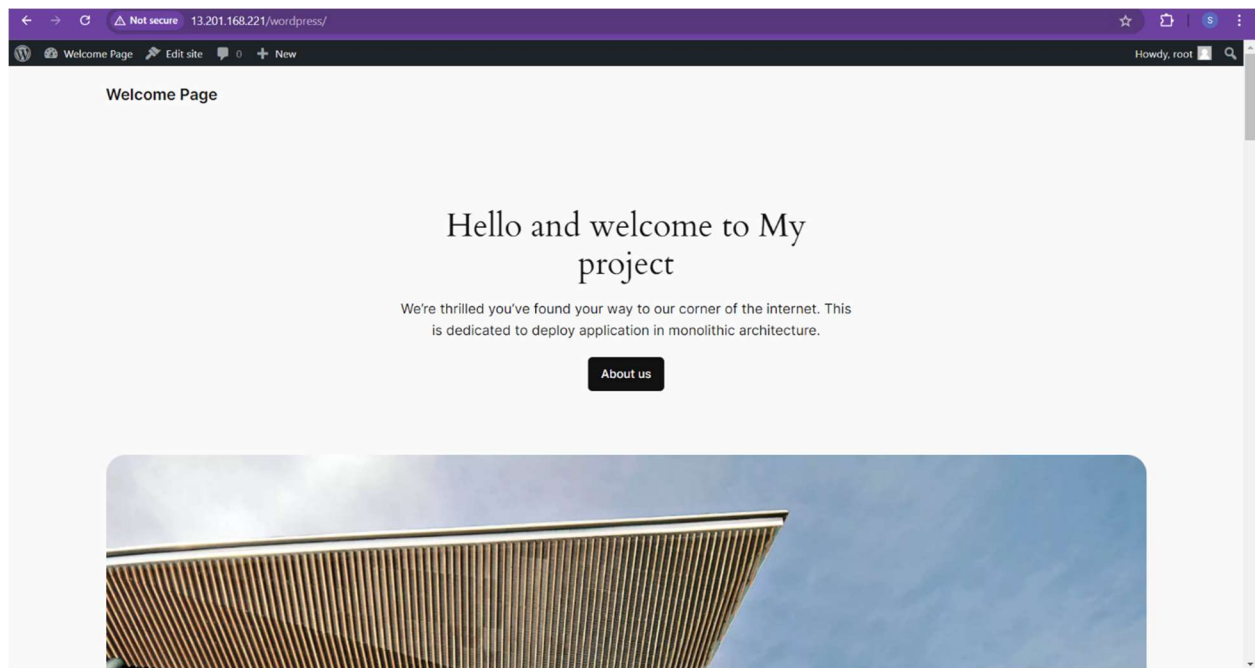 Not secure 13.201.168.221/wordpress/ S
Welcome Page Edit site 0 New Howdy, root
Welcome Page
Hello and welcome to My
project
We're thrilled you've found your way to our corner of the internet. This
is dedicated to deploy application in monolithic architecture.
About us